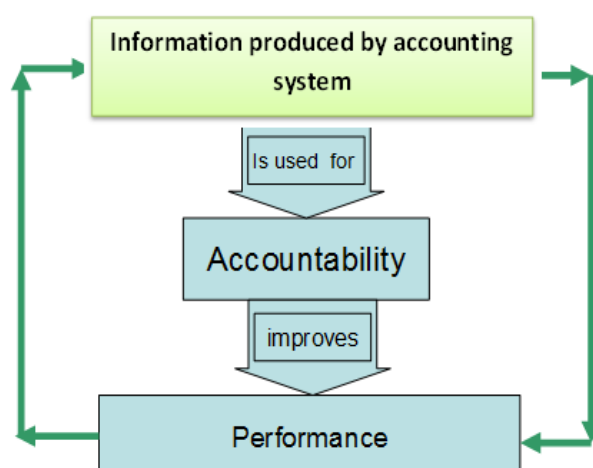 Information produced by accounting
system
Is used for
Accountability
improves
Performance